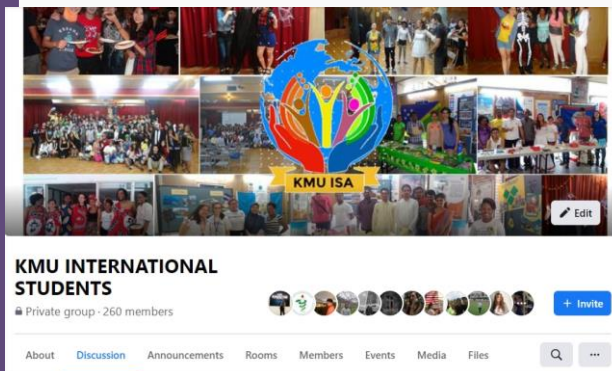 KMU ISA
Edit
KMU INTERNATIONAL
STUDENTS
Private group · 260 members
+ Invite
About Discussion Announcements Rooms Members Events Media Files